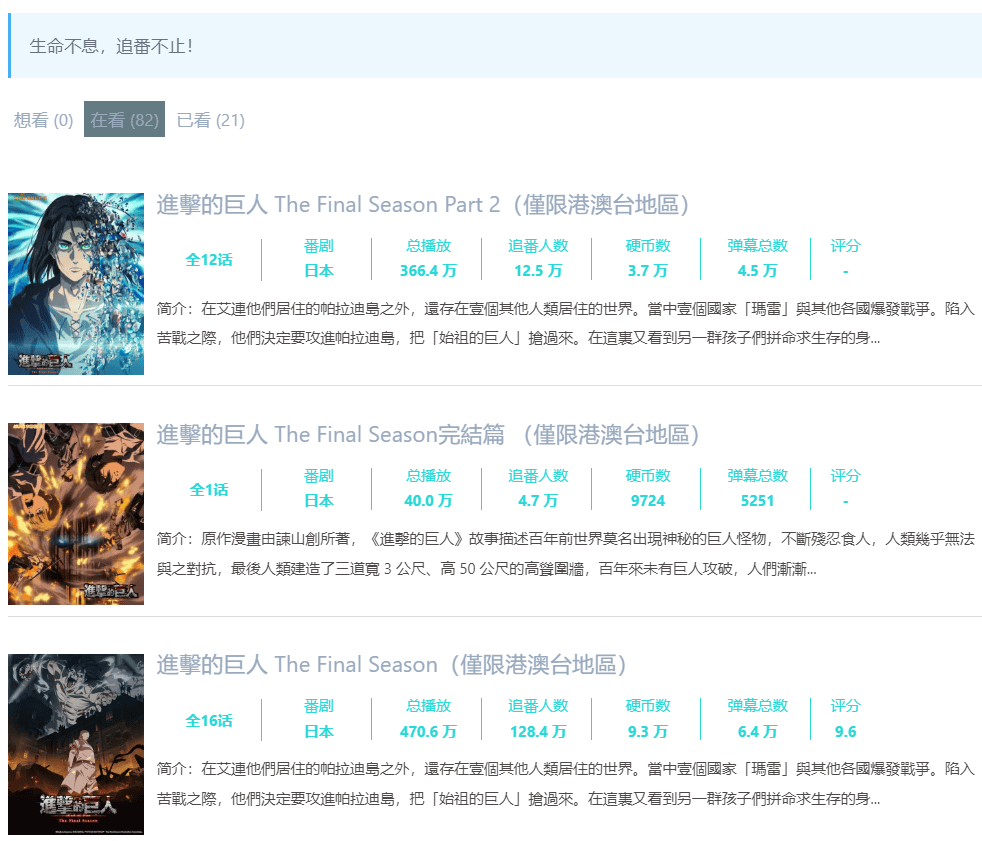 生命不息，追番不止！
想看 (0) 在看 (82) 已看 (21)
進擊的巨人 The Final Season Part 2（僅限港澳台地區）
全12话 番剧 总播放 追番人数 硬币数 弹幕总数 评分
日本 366.4 万 12.5 万 3.7 万 4.5 万 -
简介：在艾連他們居住的帕拉迪島之外，還存在壹個其他人類居住的世界。當中壹個國家「瑪雷」與其他各國爆發戰爭。陷入
苦戰之際，他們決定要攻進帕拉迪島，把「始祖的巨人」搶過來。在這裏又看到另一群孩子們拼命求生存的身...
進擊的巨人
進擊的巨人 The Final Season完結篇 （僅限港澳台地區）
全1话 番剧 总播放 追番人数 硬币数 弹幕总数 评分
日本 40.0 万 4.7 万 9724 5251 -
简介：原作漫畫由諫山創所著，《進擊的巨人》故事描述百年前世界莫名出現神秘的巨人怪物，不斷殘忍食人，人類幾乎無法
與之對抗，最後人類建造了三道寬 3 公尺、高 50 公尺的高聳圍牆，百年來未有巨人攻破，人們漸漸...
進擊的巨人
進擊的巨人 The Final Season（僅限港澳台地區）
全16话 番剧 总播放 追番人数 硬币数 弹幕总数 评分
日本 470.6 万 128.4 万 9.3 万 6.4 万 9.6
简介：在艾連他們居住的帕拉迪島之外，還存在壹個其他人類居住的世界。當中壹個國家「瑪雷」與其他各國爆發戰爭。陷入
苦戰之際，他們決定要攻進帕拉迪島，把「始祖的巨人」搶過來。在這裏又看到另一群孩子們拼命求生存的身...
進擊的巨人
The Final Season